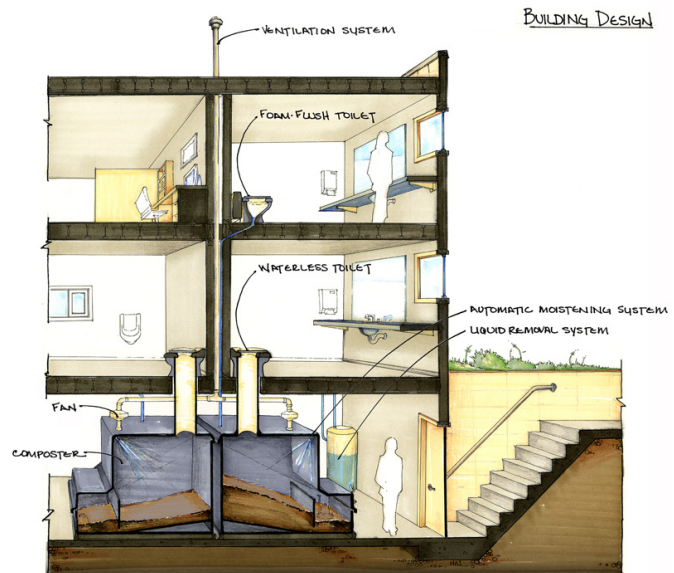 BUILDING DESIGN
VENTILATION SYSTEM
FOAM-FLUSH TOILET
WATERLESS TOILET
AUTOMATIC MOISTENING SYSTEM
LIQUID REMOVAL SYSTEM
FAN
COMPOSTER